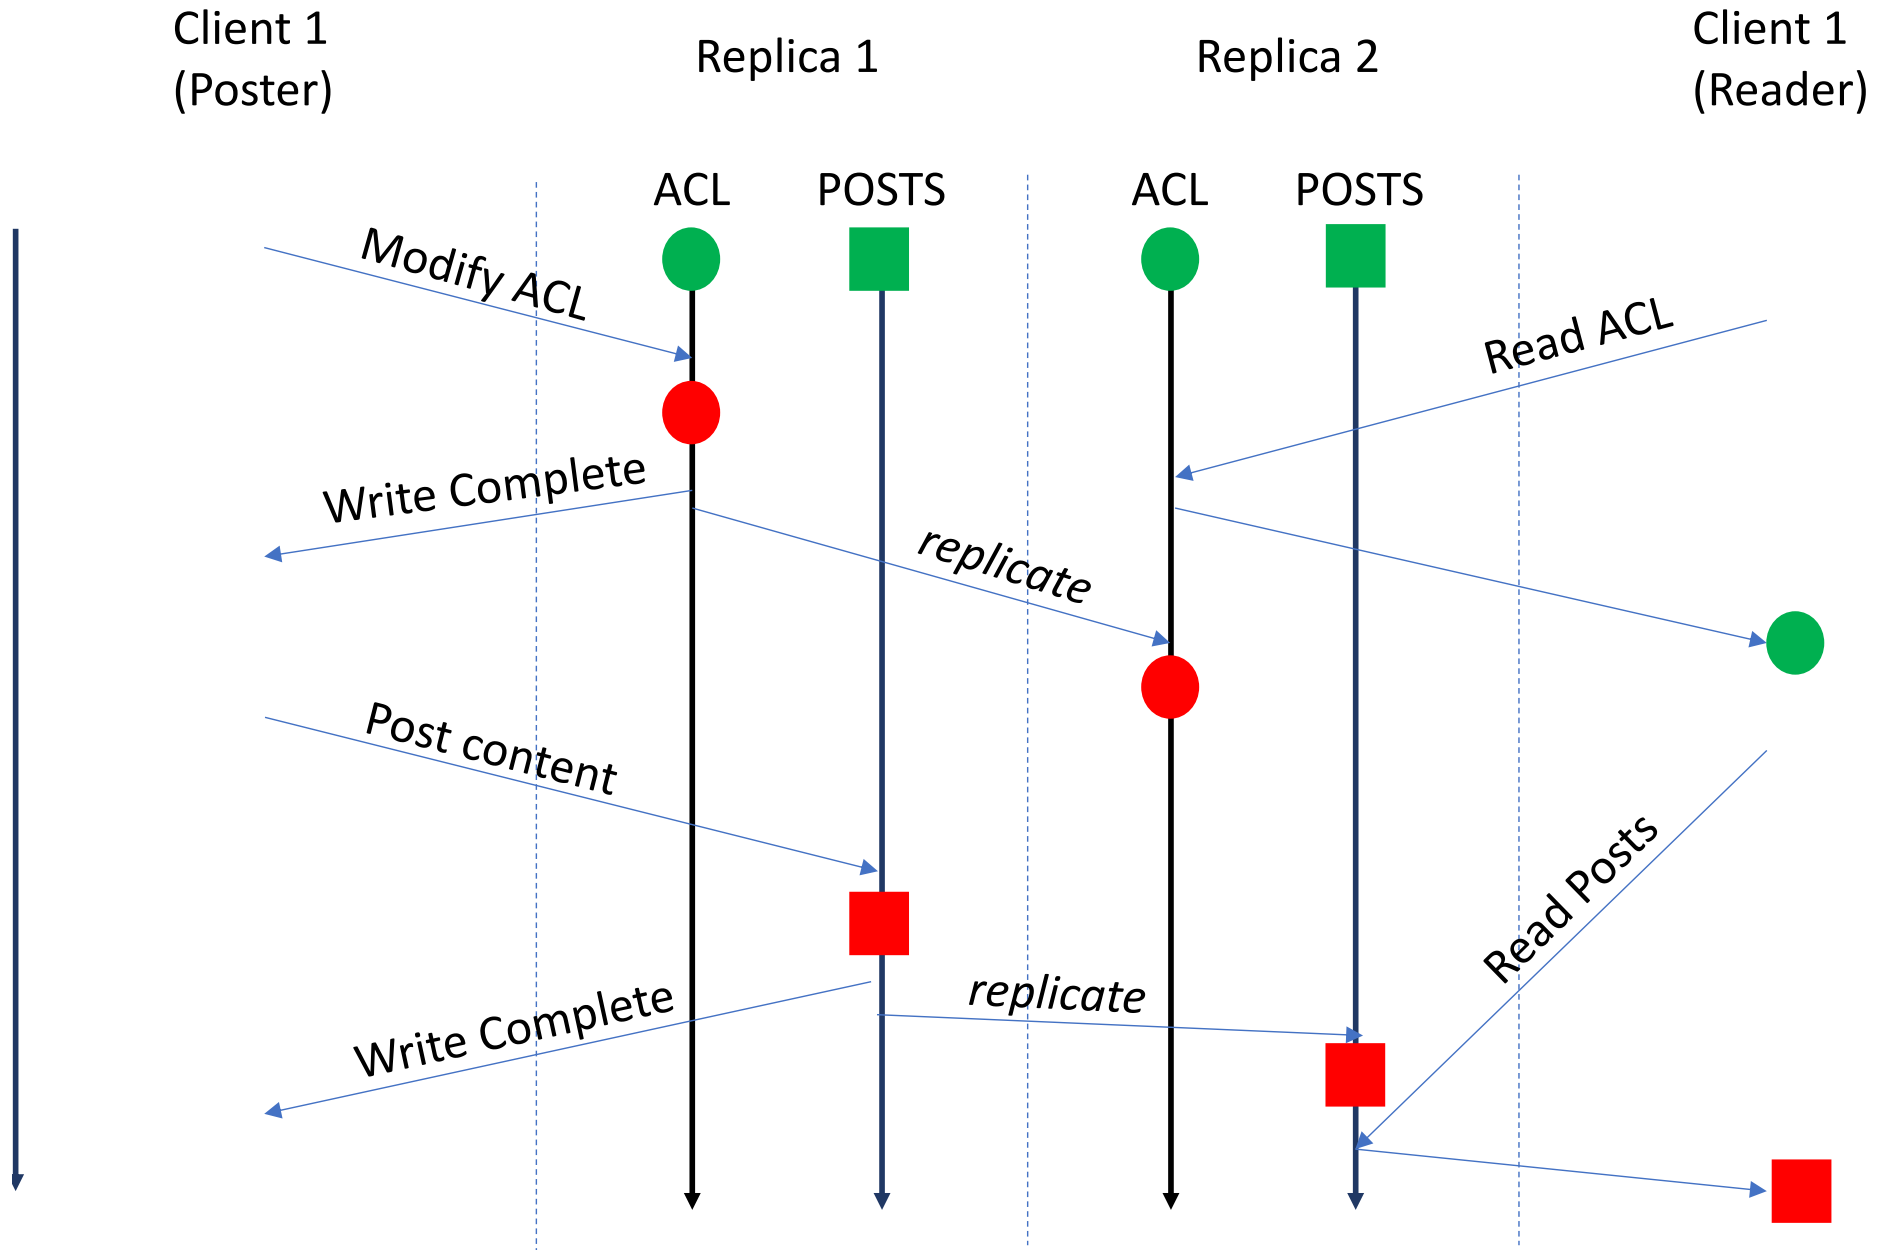 Client 1
(Poster)
Replica 1
Replica 2
Client 1
(Reader)
ACL
POSTS
ACL
POSTS
Modify ACL
Read ACL
Write Complete
replicate
Post content
Read Posts
replicate
Write Complete